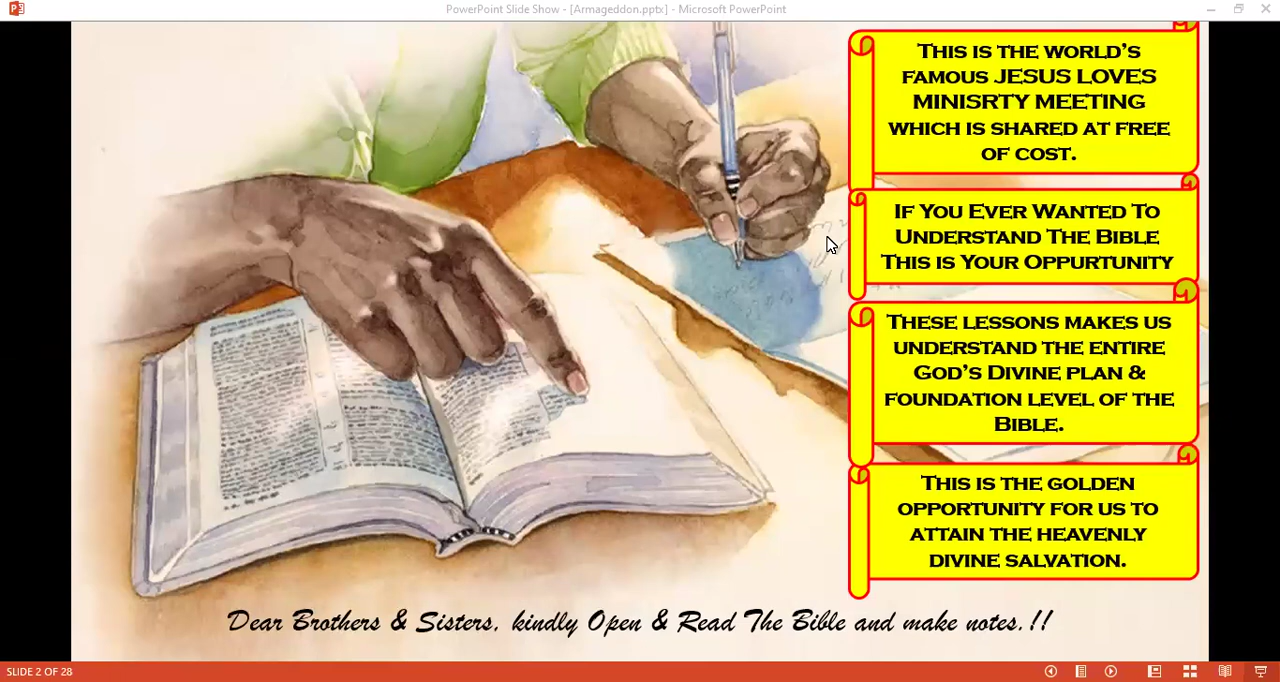 PowerPoint Slide Show - [Armageddon.pptx] - Microsoft PowerPoint
THIS IS THE WORLD'S
FAMOUS JESUS LOVES
MINISRTY MEETING
WHICH IS SHARED AT FREE
OF COST.
IF YOU EVER WANTED TO
UNDERSTAND THE BIBLE
THIS IS YOUR OPPURTUNITY
THESE LESSONS MAKES US
UNDERSTAND THE ENTIRE
GOD'S DIVINE PLAN &
FOUNDATION LEVEL OF THE
BIBLE.
THIS IS THE GOLDEN
OPPORTUNITY FOR US TO
ATTAIN THE HEAVENLY
DIVINE SALVATION.
Dear Brothers & Sisters, kindly Open & Read The Bible and make notes.!!
SLIDE 2 OF 28